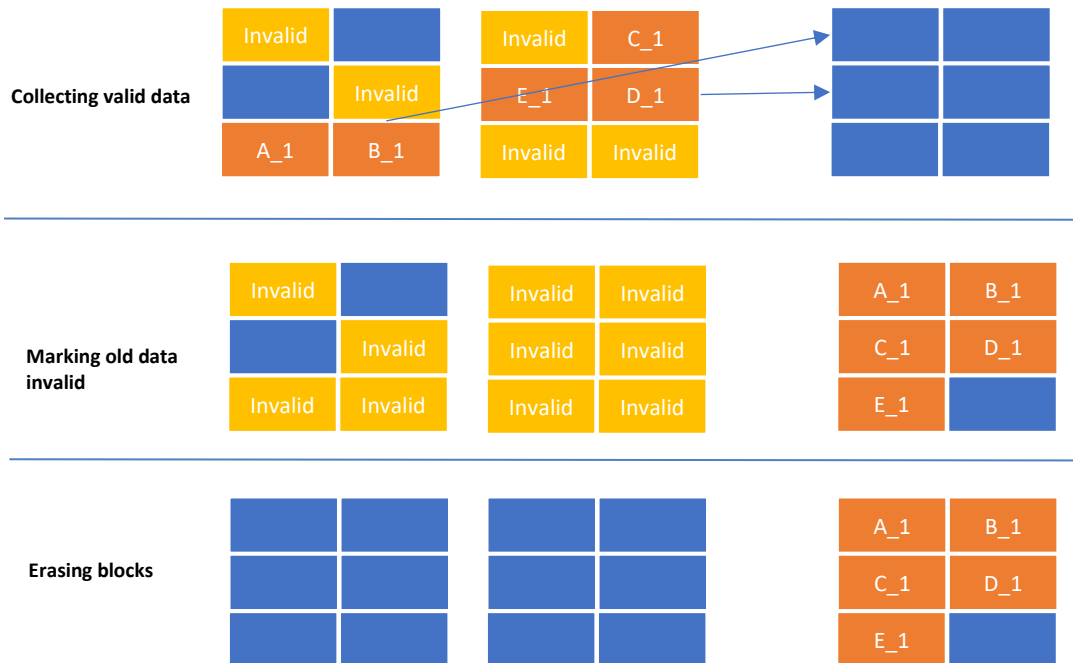 Collecting valid data
Invalid
Invalid
A_1 B_1
Invalid C_1
E_1 D_1
Invalid Invalid
Marking old data
invalid
Invalid
Invalid
Invalid Invalid
Invalid Invalid
Invalid Invalid
Invalid Invalid
A_1 B_1
C_1 D_1
E_1
Erasing blocks
A_1 B_1
C_1 D_1
E_1